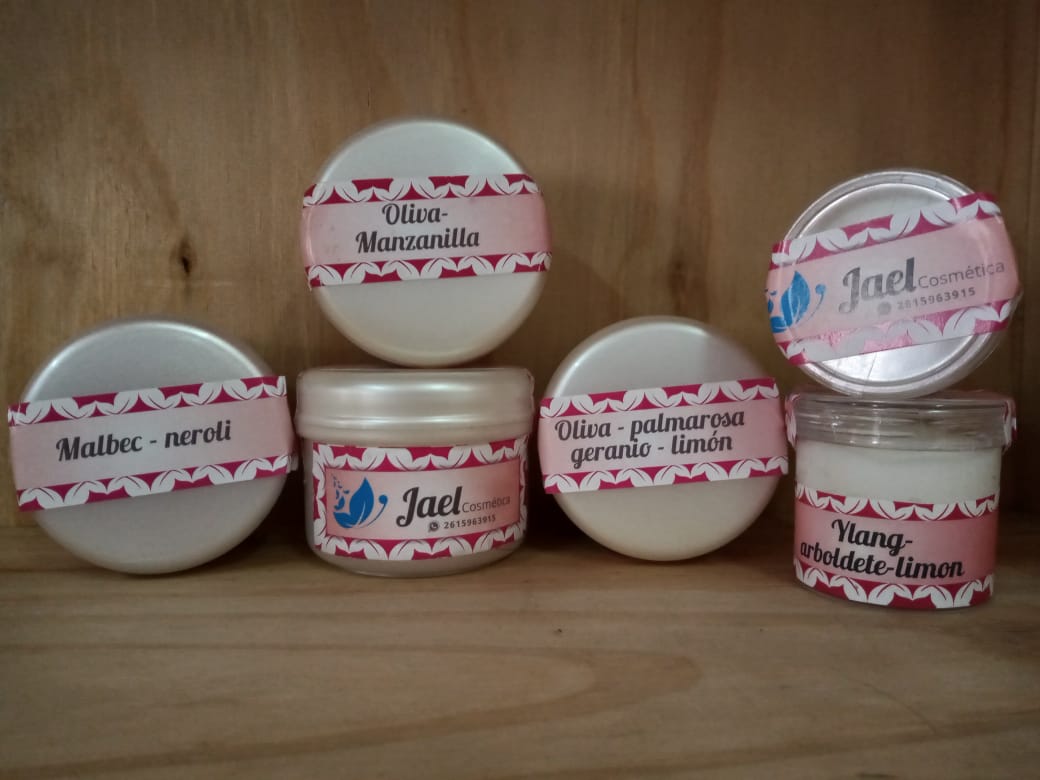 Oliva-
Manzanilla
Jael Cosmética
2615963915
Malbec - neroli
Jael Cosmética
2615963915
Oliva - palmarosa
geranio - limón
Ylang-
arboldete-limon